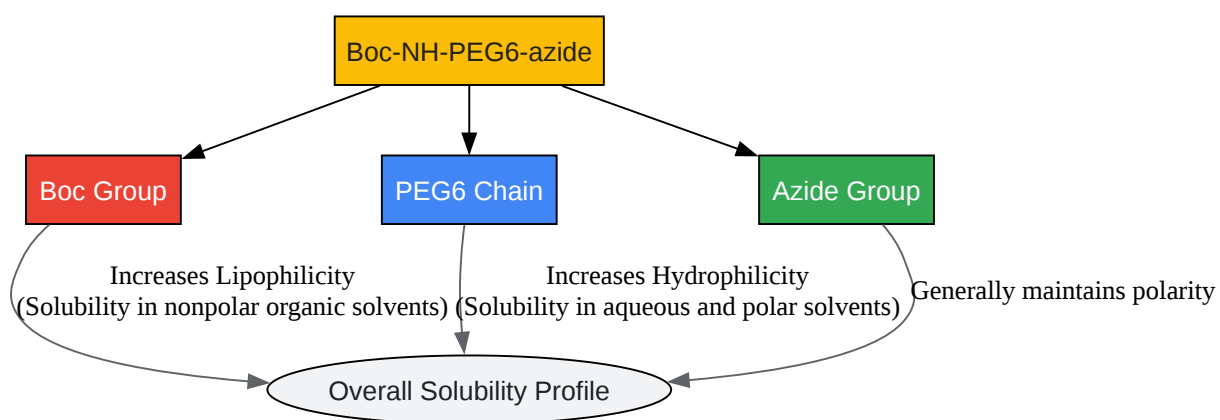 Boc-NH-PEG6-azide
Boc Group
PEG6 Chain
Azide Group
Increases Lipophilicity
(Solubility in nonpolar organic solvents)
Increases Hydrophilicity
(Solubility in aqueous and polar solvents)
Generally maintains polarity
Overall Solubility Profile